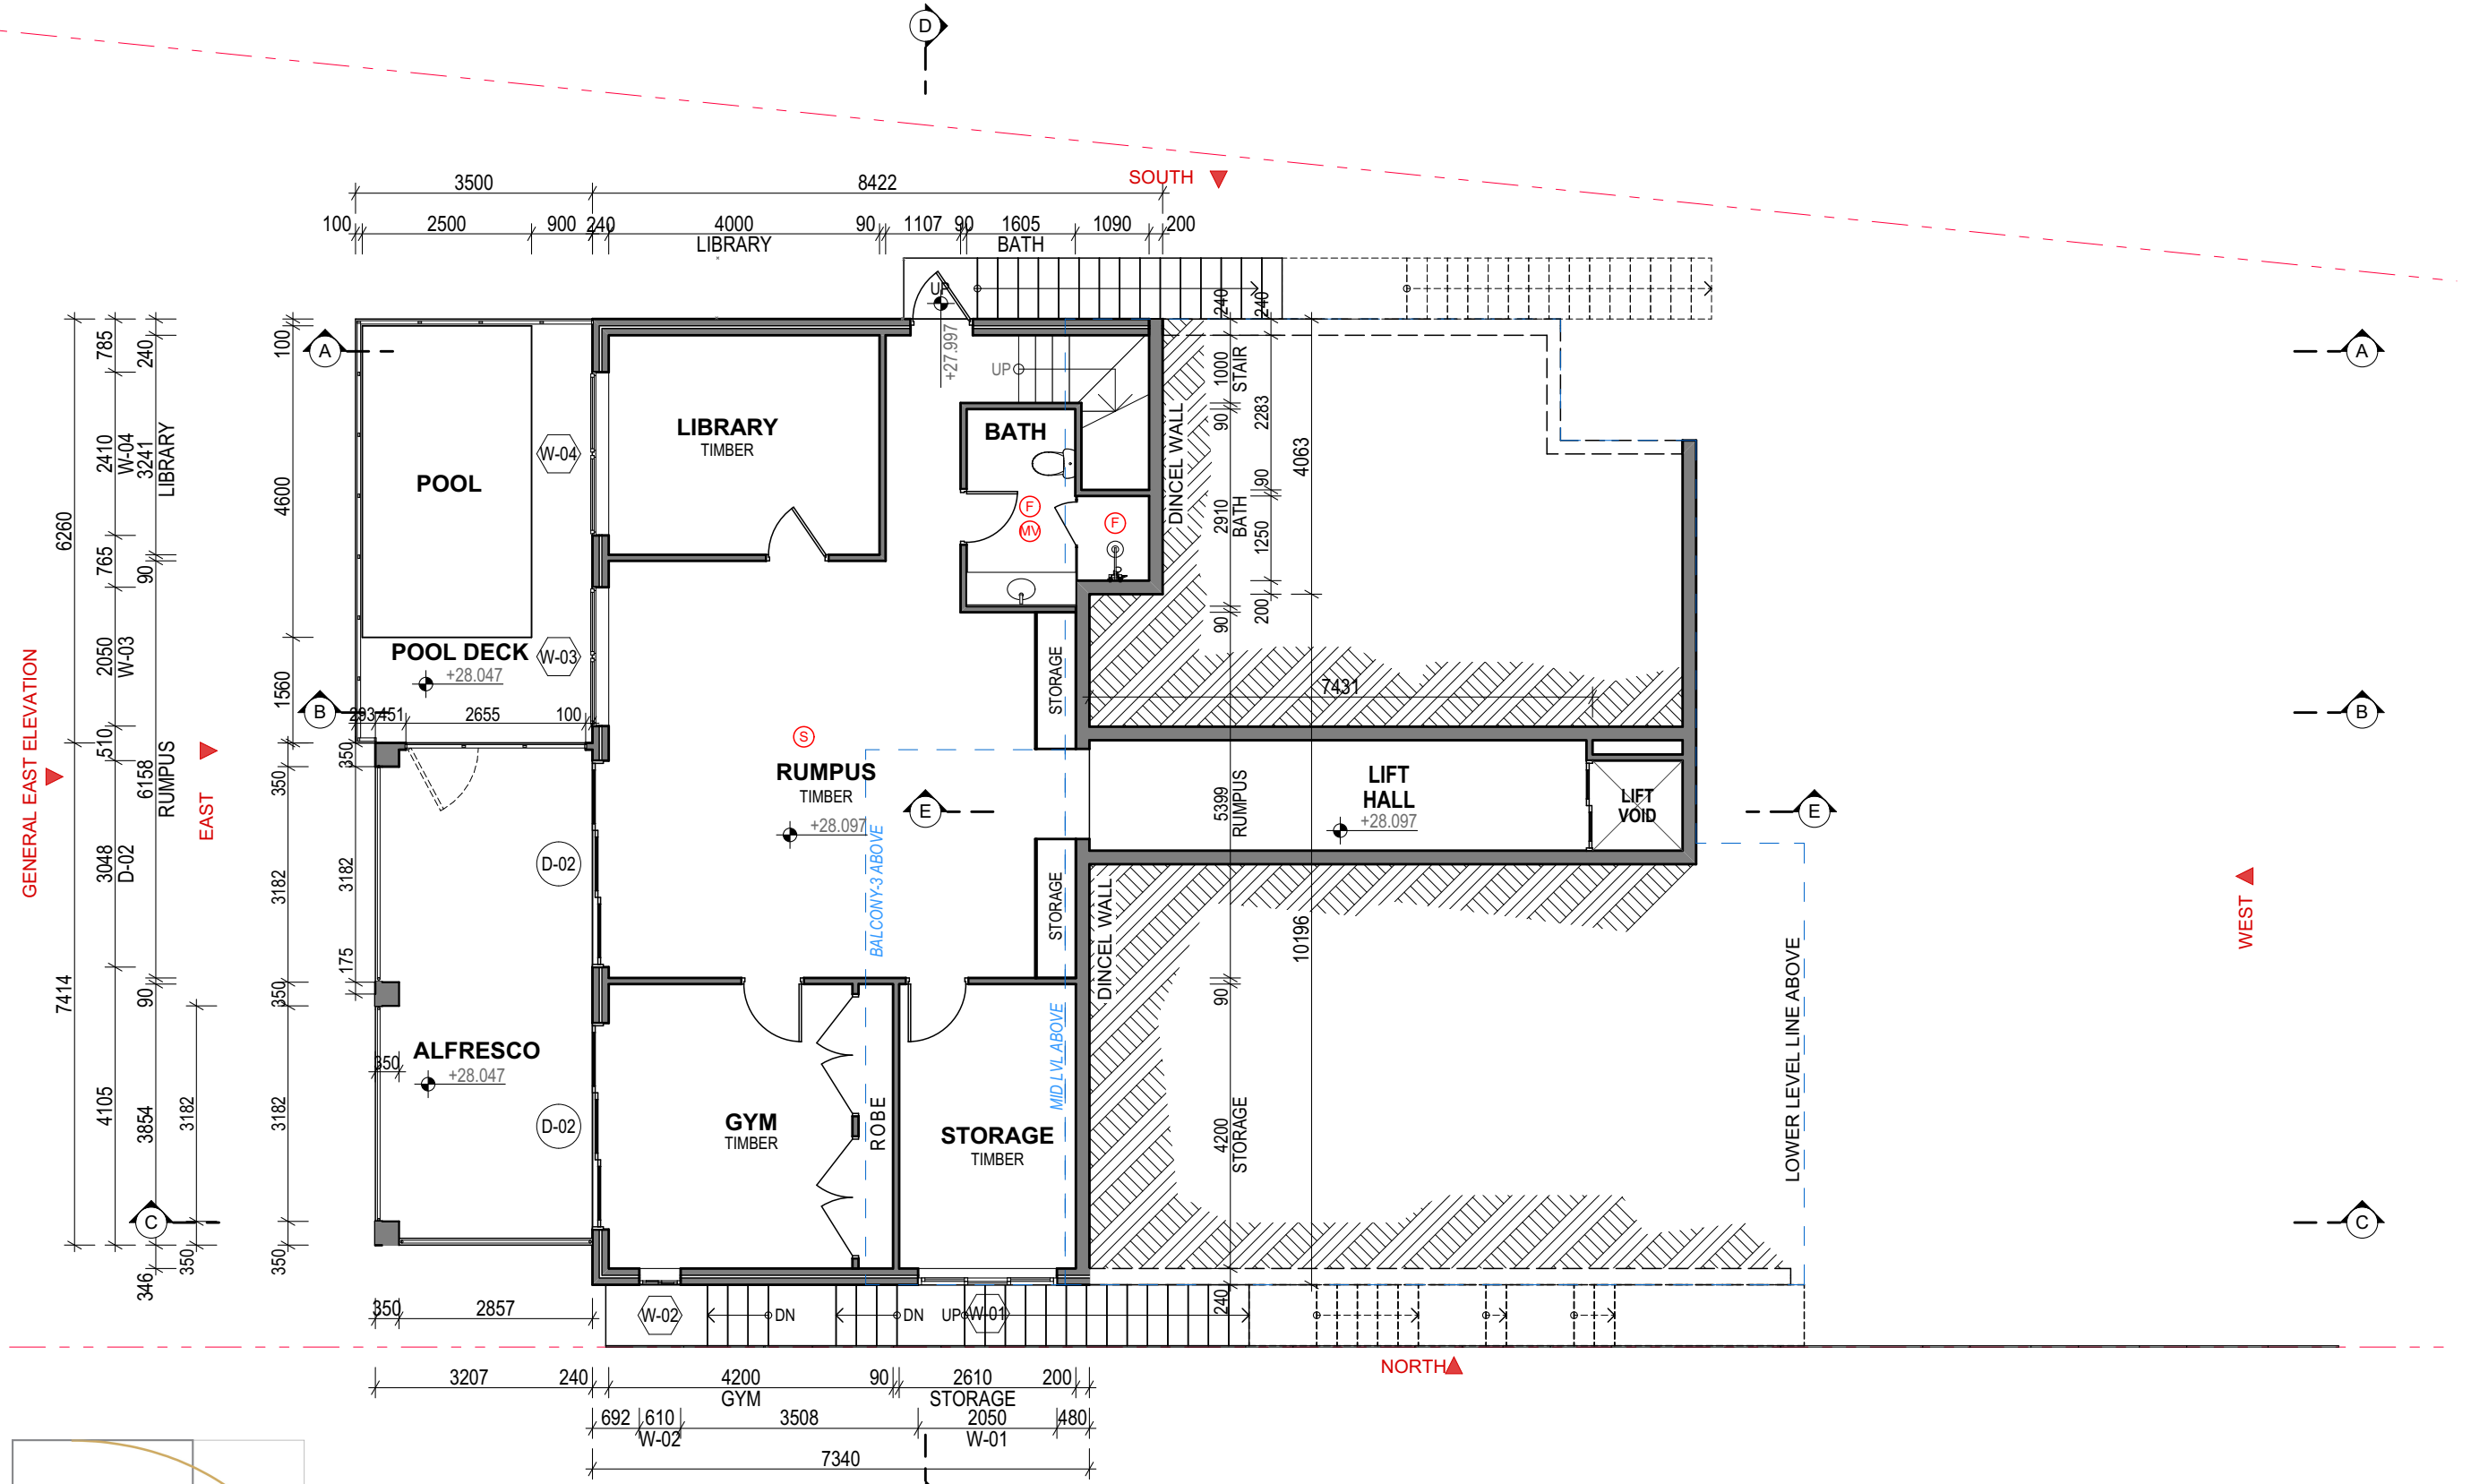 D
SOUTH
3500
8422
100
2500
900
240
4000
90
1107
90
1605
1090
200
LIBRARY
BATH
UP
+27.997
240
240
A
A
785
240
100
LIBRARY
TIMBER
UP
BATH
1000
STAIR
90
2283
DINCEL WALL
4063
2410
W-04
3241
LIBRARY
W-04
POOL
4600
F
MV
F
2910
BATH
90
1250
6260
765
90
200
90
2050
W-03
POOL DECK
+28.047
W-03
STORAGE
7431
GENERAL EAST ELEVATION
1560
B
B
293
451
2655
100
510
350
S
6158
RUMPUS
EAST
350
RUMPUS
TIMBER
+28.097
E
5399
RUMPUS
LIFT
HALL
+28.097
LIFT
VOID
E
3048
D-02
3182
3182
D-02
BALCONY-3 ABOVE
STORAGE
DINCEL WALL
10196
WEST
7414
90
175
350
90
LOWER LEVEL LINE ABOVE
ALFRESCO
+28.047
350
MID LVL ABOVE
4105
3854
3182
3182
D-02
GYM
TIMBER
ROBE
STORAGE
TIMBER
4200
STORAGE
C
C
350
350
346
240
350
2857
W-02
DN
DN
UP
W-01
NORTH
3207
240
4200
90
2610
200
GYM
STORAGE
692
610
3508
2050
480
W-02
W-01
7340